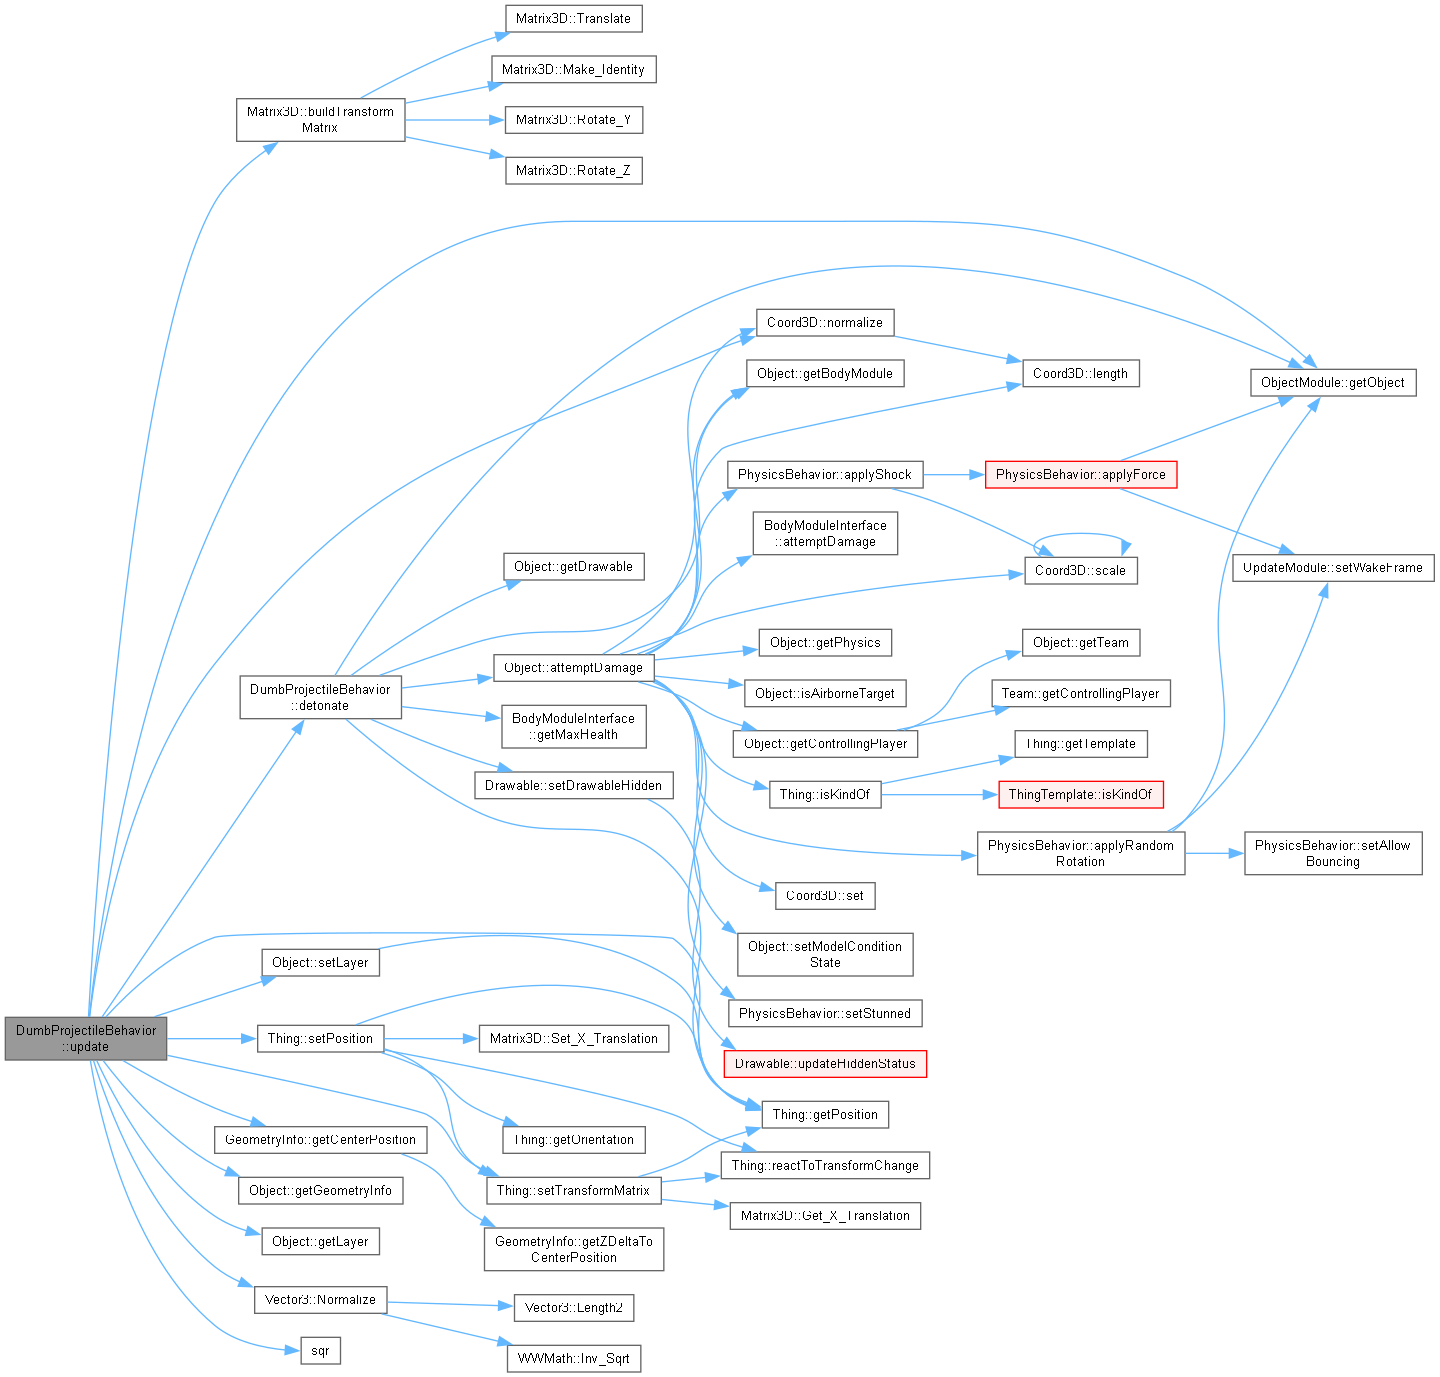 Matrix3D::Translate
Matrix3D::Make_Identity
Matrix3D::buildTransform
Matrix
Matrix3D::Rotate_Y
Matrix3D::Rotate_Z
Coord3D::normalize
Object::getBodyModule
Coord3D::length
ObjectModule::getObject
PhysicsBehavior::applyShock
PhysicsBehavior::applyForce
BodyModuleInterface
::attemptDamage
Object::getDrawable
Coord3D::scale
UpdateModule::setWakeFrame
Object::getPhysics
Object::getTeam
Object::attemptDamage
DumbProjectileBehavior
::detonate
Object::isAirborneTarget
Team::getControllingPlayer
BodyModuleInterface
::getMaxHealth
Object::getControllingPlayer
Thing::getTemplate
Drawable::setDrawableHidden
Thing::isKindOf
ThingTemplate::isKindOf
PhysicsBehavior::applyRandom
Rotation
PhysicsBehavior::setAllow
Bouncing
Coord3D::set
Object::setModelCondition
State
Object::setLayer
PhysicsBehavior::setStunned
DumbProjectileBehavior
::update
Thing::setPosition
Matrix3D::Set_X_Translation
Drawable::updateHiddenStatus
Thing::getPosition
GeometryInfo::getCenterPosition
Thing::getOrientation
Thing::reactToTransformChange
Object::getGeometryInfo
Thing::setTransformMatrix
Matrix3D::Get_X_Translation
Object::getLayer
GeometryInfo::getZDeltaTo
CenterPosition
Vector3::Normalize
Vector3::Length2
sqr
WWMath::Inv_Sqrt